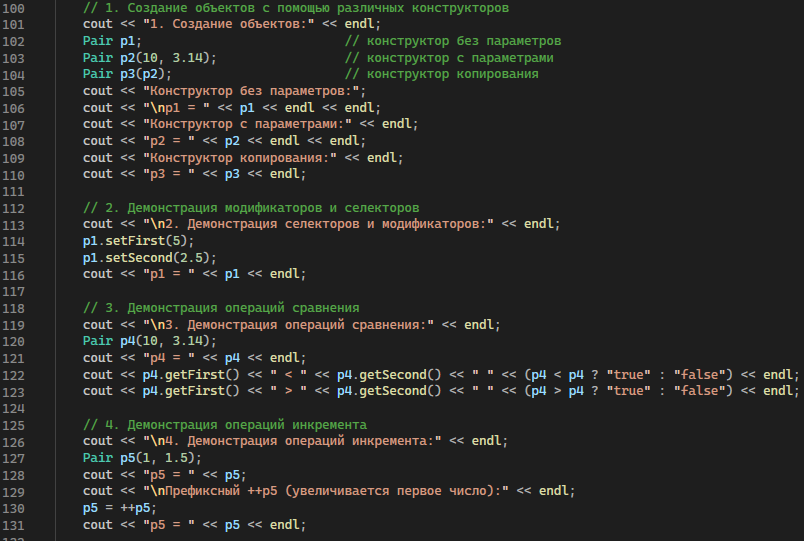 100 // 1. Создание объектов с помощью различных конструкторов
101 cout << "1. Создание объектов:" << endl;
102 Pair p1; // конструктор без параметров
103 Pair p2(10, 3.14); // конструктор с параметрами
104 Pair p3(p2); // конструктор копирования
105 cout << "Конструктор без параметров:";
106 cout << "\np1 = " << p1 << endl << endl;
107 cout << "Конструктор с параметрами:" << endl;
108 cout << "p2 = " << p2 << endl << endl;
109 cout << "Конструктор копирования:" << endl;
110 cout << "p3 = " << p3 << endl;
111
112 // 2. Демонстрация модификаторов и селекторов
113 cout << "\n2. Демонстрация селекторов и модификаторов:" << endl;
114 p1.setFirst(5);
115 p1.setSecond(2.5);
116 cout << "p1 = " << p1 << endl;
117
118 // 3. Демонстрация операций сравнения
119 cout << "\n3. Демонстрация операций сравнения:" << endl;
120 Pair p4(10, 3.14);
121 cout << "p4 = " << p4 << endl;
122 cout << p4.getFirst() << " < " << p4.getSecond() << " " << (p4 < p4 ? "true" : "false") << endl;
123 cout << p4.getFirst() << " > " << p4.getSecond() << " " << (p4 > p4 ? "true" : "false") << endl;
124
125 // 4. Демонстрация операций инкремента
126 cout << "\n4. Демонстрация операций инкремента:" << endl;
127 Pair p5(1, 1.5);
128 cout << "p5 = " << p5;
129 cout << "\nПрефиксный ++p5 (увеличивается первое число):" << endl;
130 p5 = ++p5;
131 cout << "p5 = " << p5 << endl;